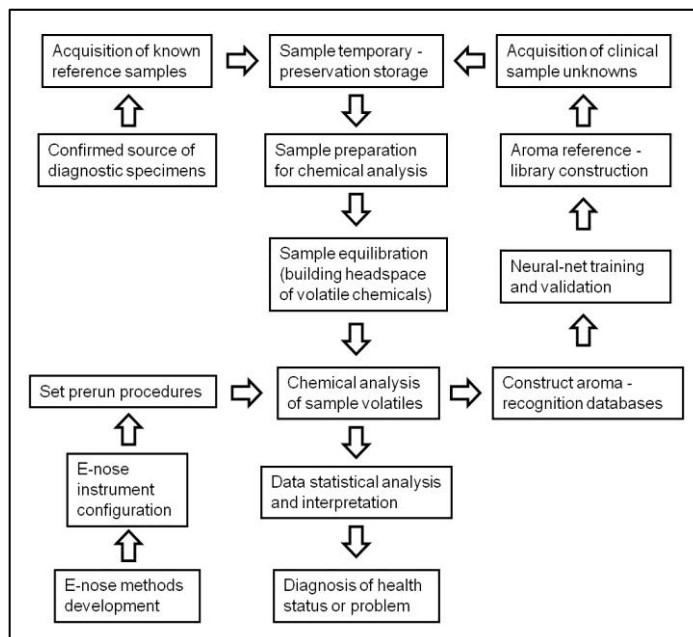 Acquisition of known
reference samples
Sample temporary -
preservation storage
Acquisition of clinical
sample unknowns
Confirmed source of
diagnostic specimens
Sample preparation
for chemical analysis
Aroma reference -
library construction
Sample equilibration
(building headspace
of volatile chemicals)
Neural-net training
and validation
Set prerun procedures
Chemical analysis
of sample volatiles
Construct aroma -
recognition databases
E-nose
instrument
configuration
Data statistical analysis
and interpretation
E-nose methods
development
Diagnosis of health
status or problem